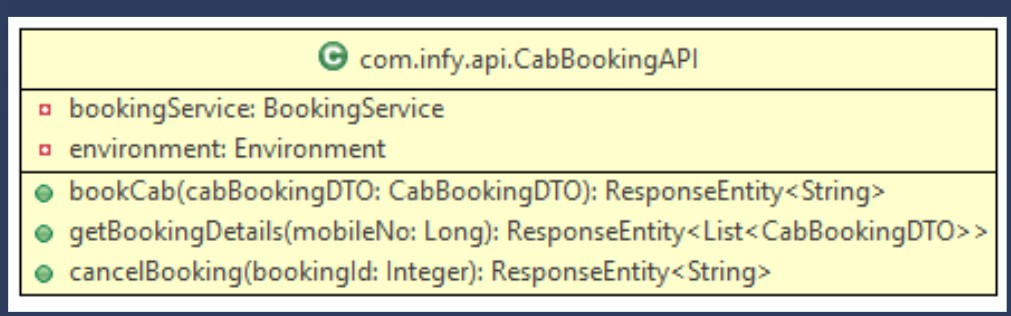 C com.infy.api.CabBookingAPI
bookingService: BookingService
environment: Environment
bookCab(cabBookingDTO: CabBookingDTO): ResponseEntity<String>
getBookingDetails(mobileNo: Long): ResponseEntity<List<CabBookingDTO>>
cancelBooking(bookingId: Integer): ResponseEntity<String>